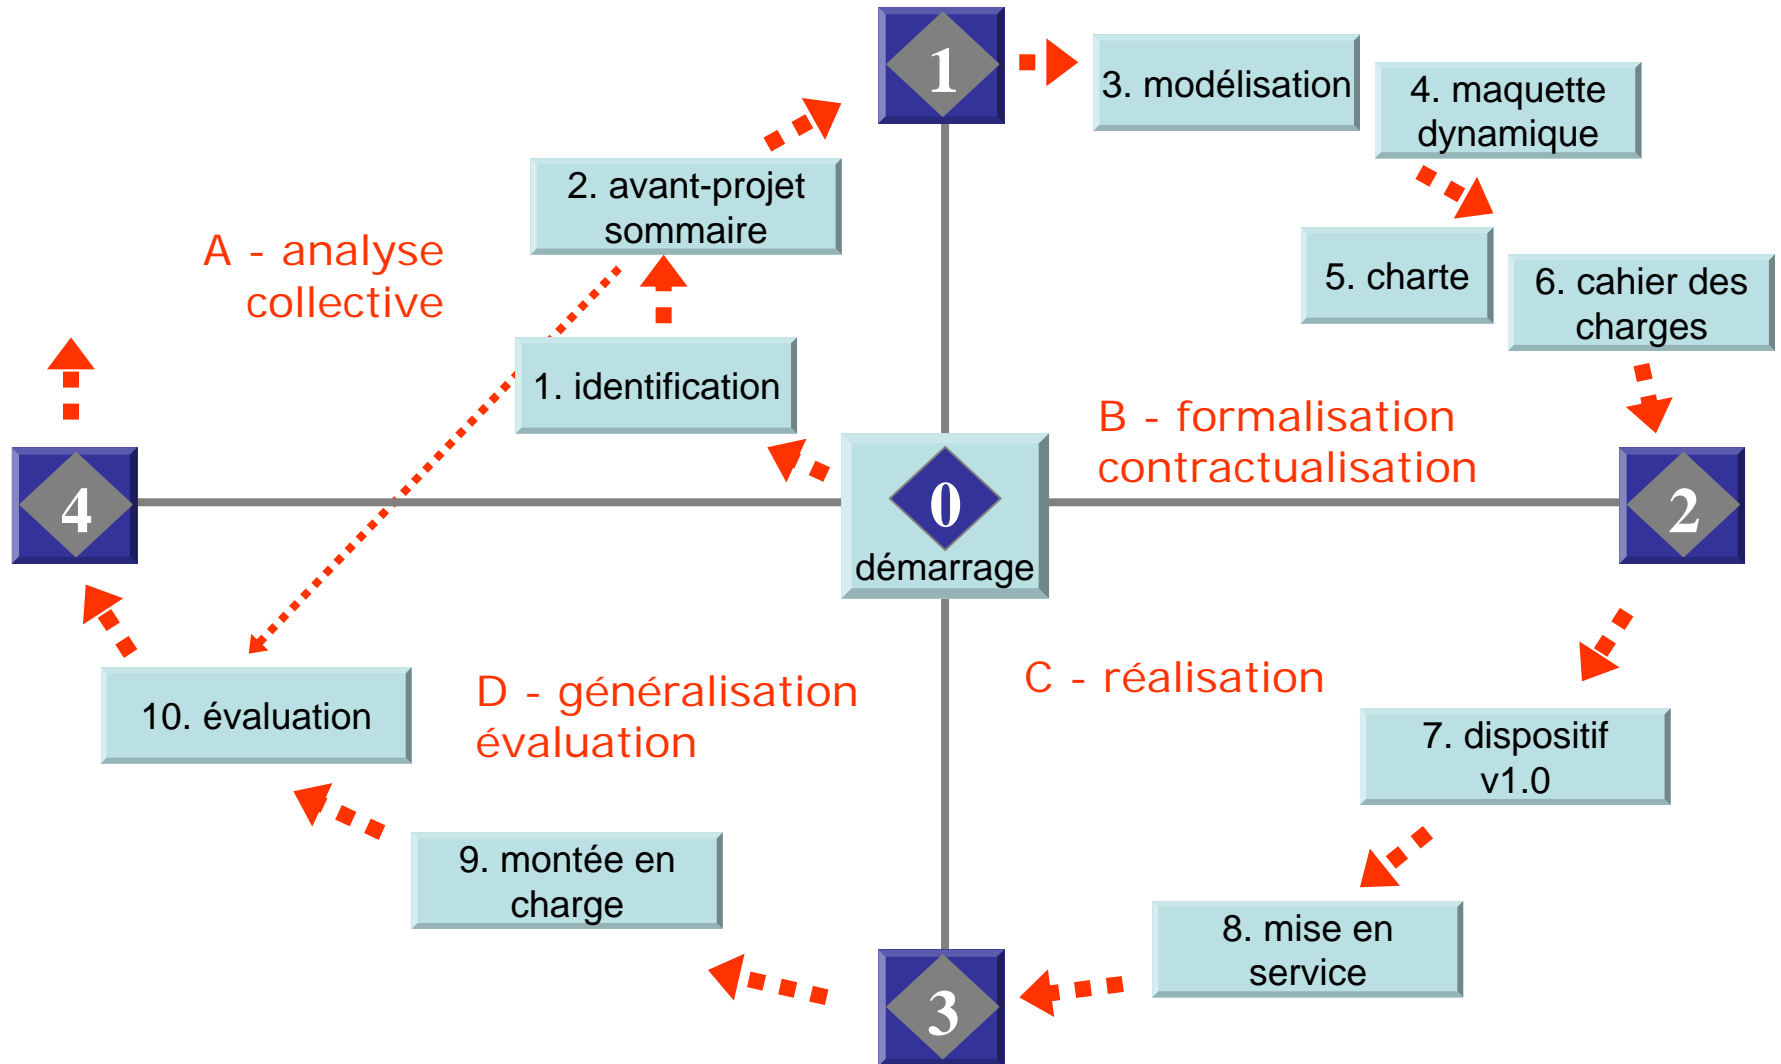 1
3. modélisation
4. maquette
dynamique
2. avant-projet
sommaire
A - analyse
collective
5. charte
6. cahier des
charges
1. identification
B - formalisation
contractualisation
4
0
démarrage
2
10. évaluation
D - généralisation
évaluation
C - réalisation
7. dispositif
v1.0
9. montée en
charge
8. mise en
service
3